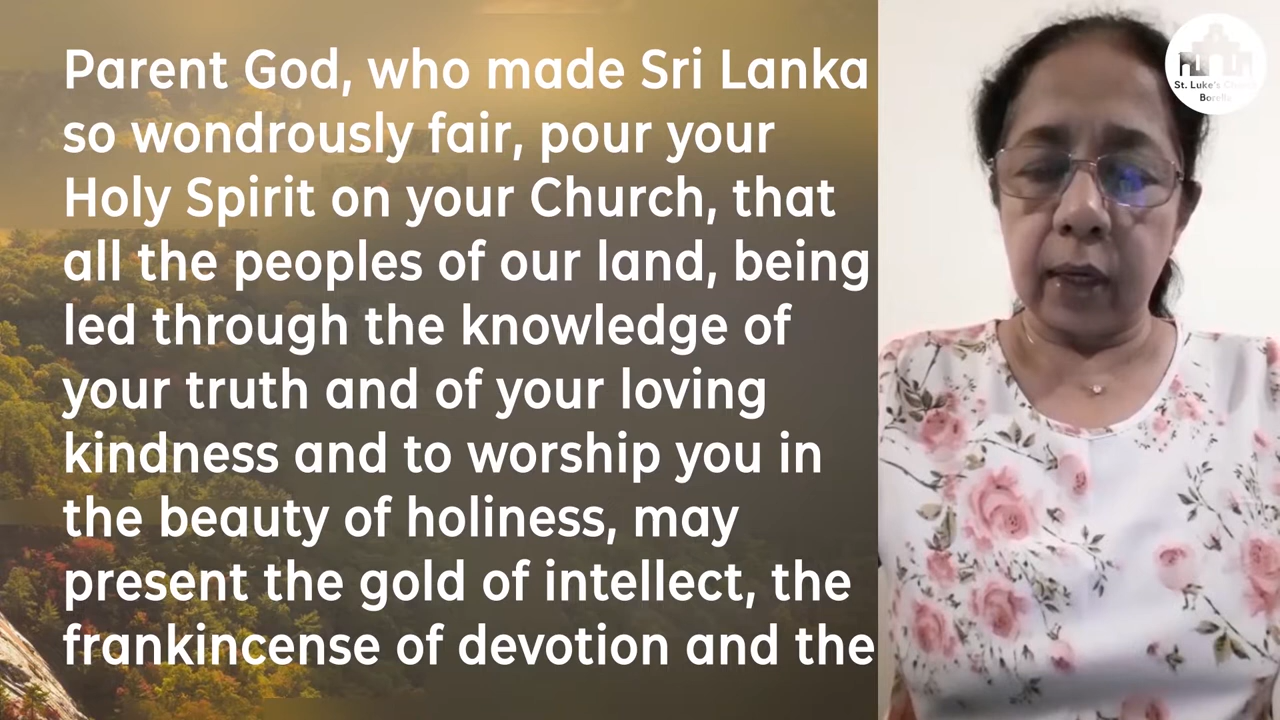 Parent God, who made Sri Lanka
so wondrously fair, pour your
Holy Spirit on your Church, that
all the peoples of our land, being
led through the knowledge of
your truth and of your loving
kindness and to worship you in
the beauty of holiness, may
present the gold of intellect, the
frankincense of devotion and the
St. Luke's Church
Borella